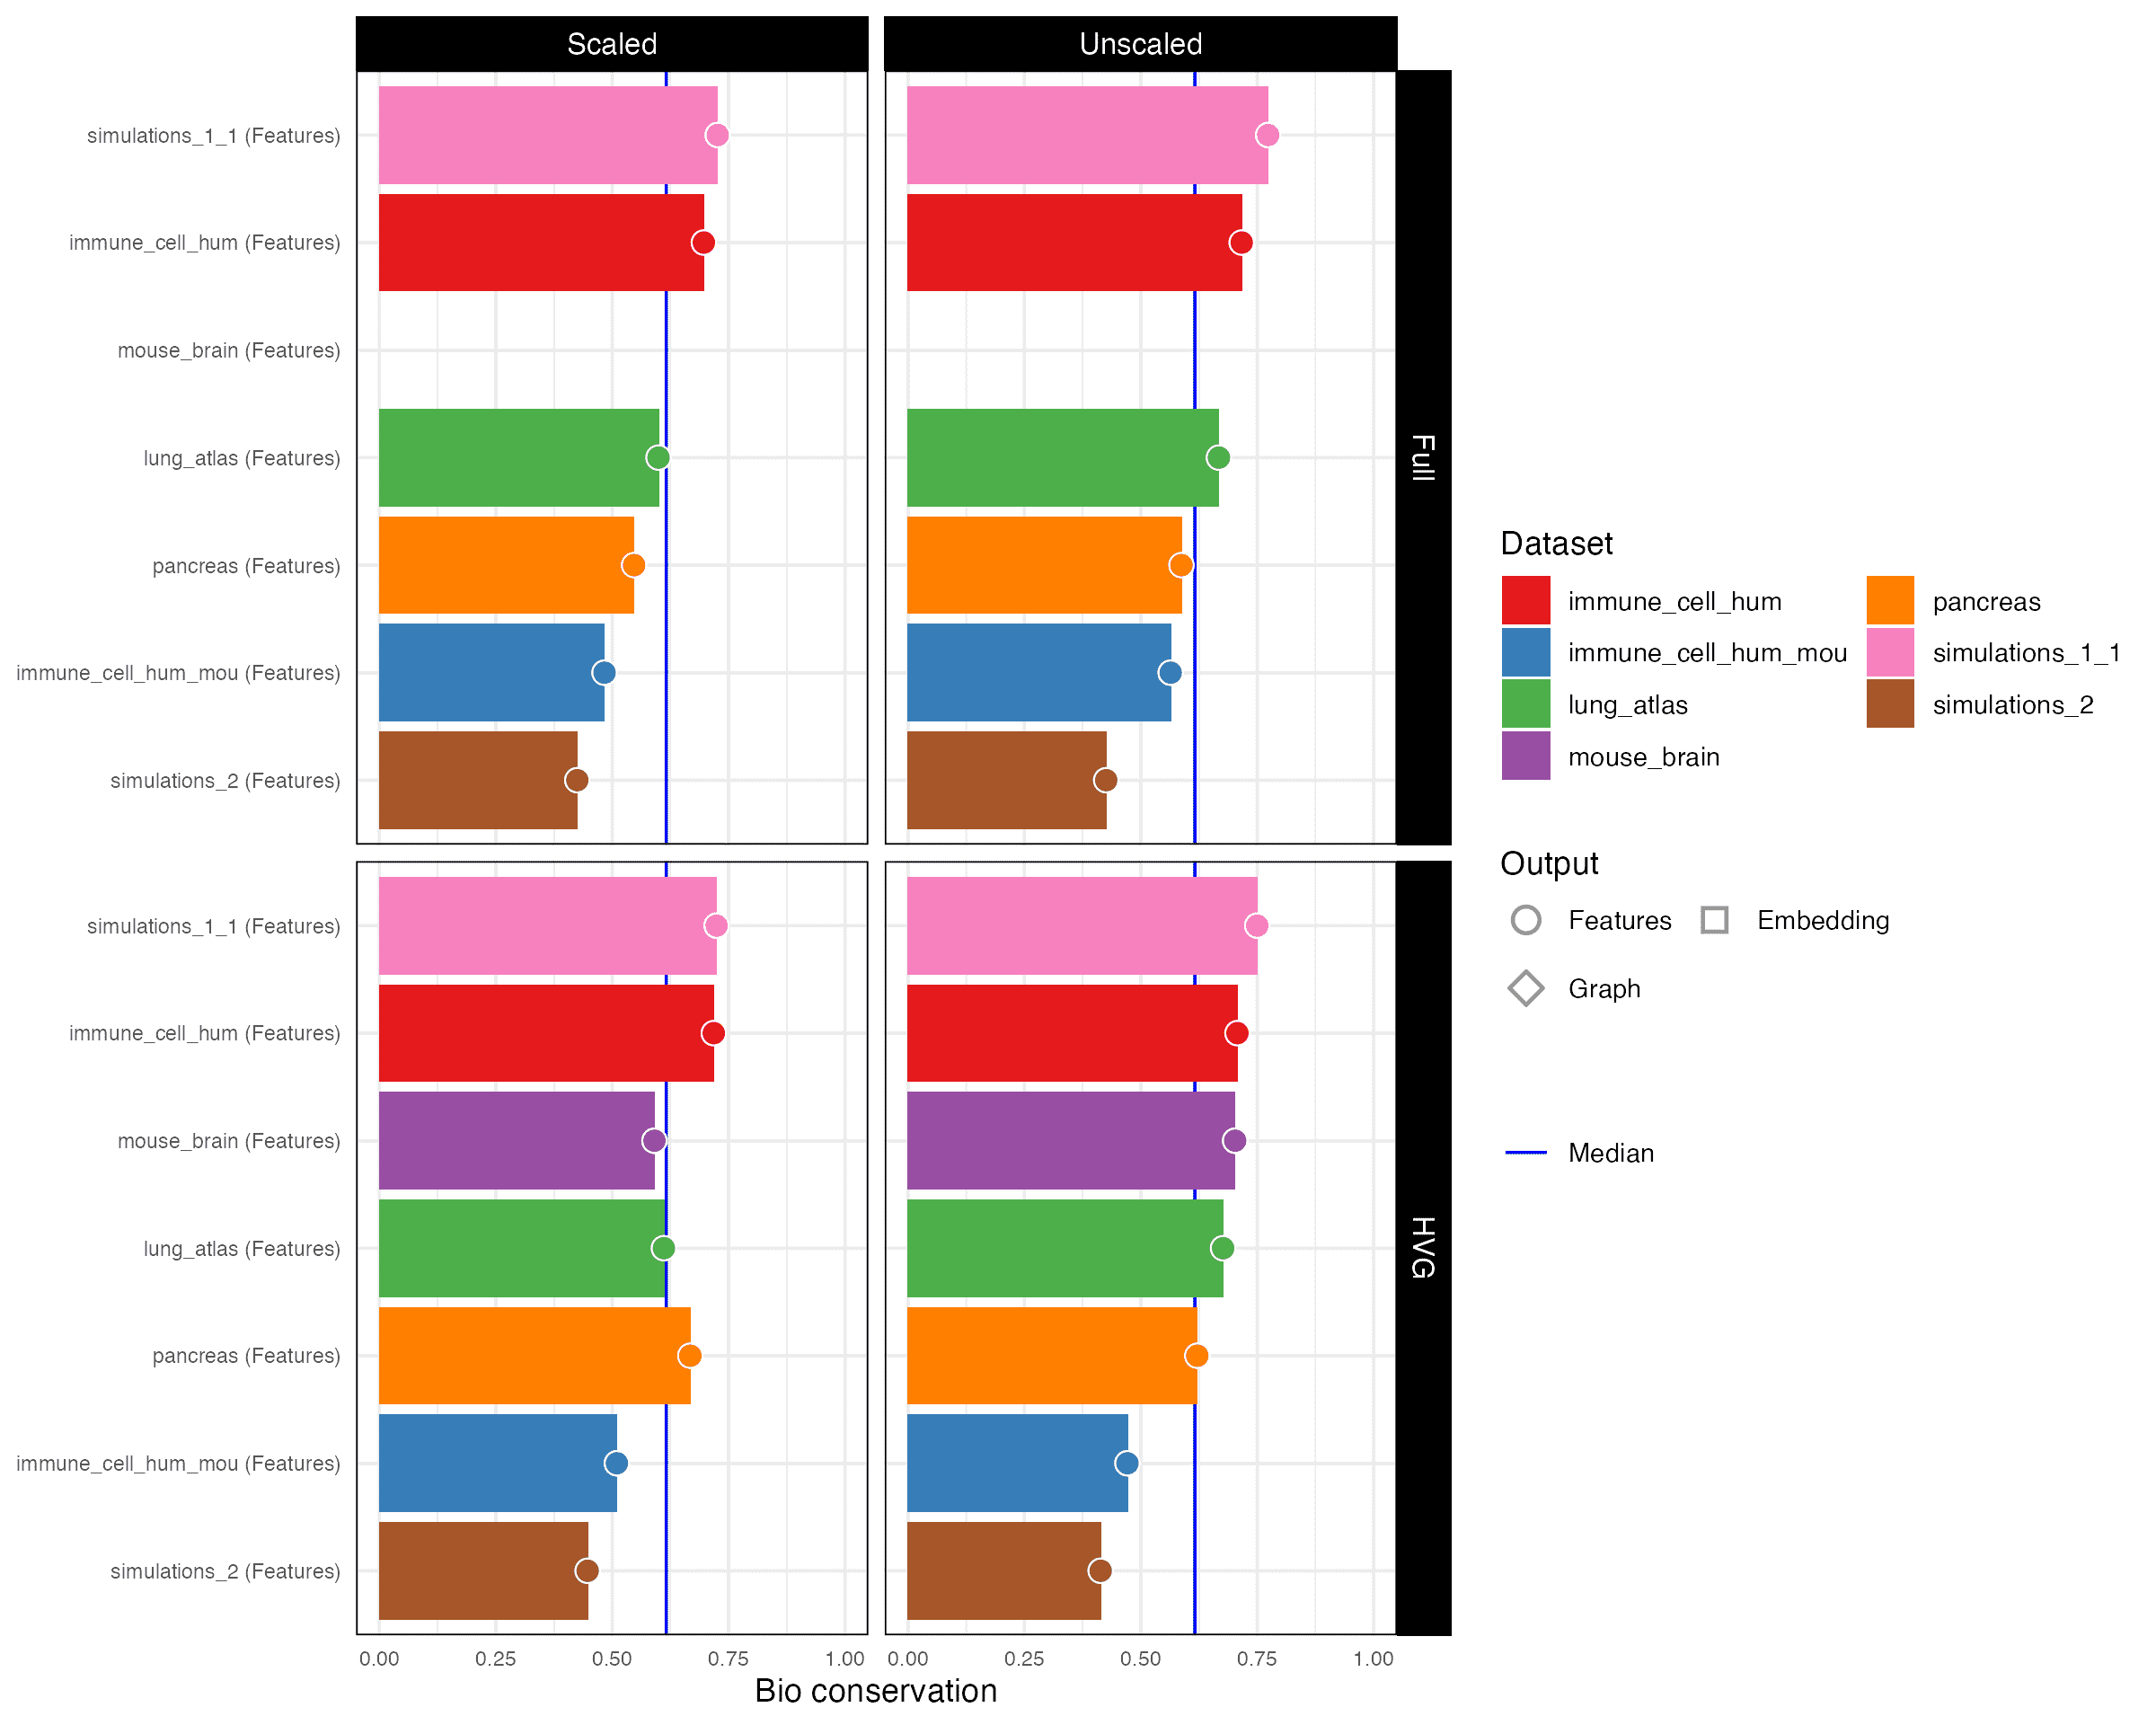 Scaled
Unscaled
simulations_1_1 (Features)
immune_cell_hum (Features)
mouse_brain (Features)
lung_atlas (Features)
pancreas (Features)
immune_cell_hum_mou (Features)
simulations_2 (Features)
Full
simulations_1_1 (Features)
immune_cell_hum (Features)
mouse_brain (Features)
lung_atlas (Features)
pancreas (Features)
immune_cell_hum_mou (Features)
simulations_2 (Features)
HVG
0.00 0.25 0.50 0.75 1.00
0.00 0.25 0.50 0.75 1.00
Bio conservation
Dataset
immune_cell_hum
immune_cell_hum_mou
lung_atlas
mouse_brain
pancreas
simulations_1_1
simulations_2
Output
Features
Embedding
Graph
Median